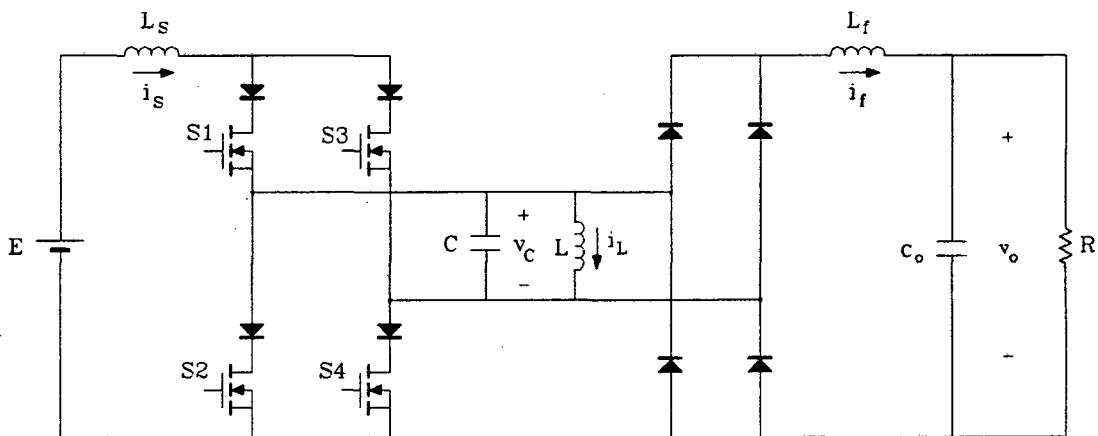 L_s
L_f
i_s
i_f
S1
S3
+
+
E
C
v_C
L
i_L
C_o
v_o
R
−
−
S2
S4